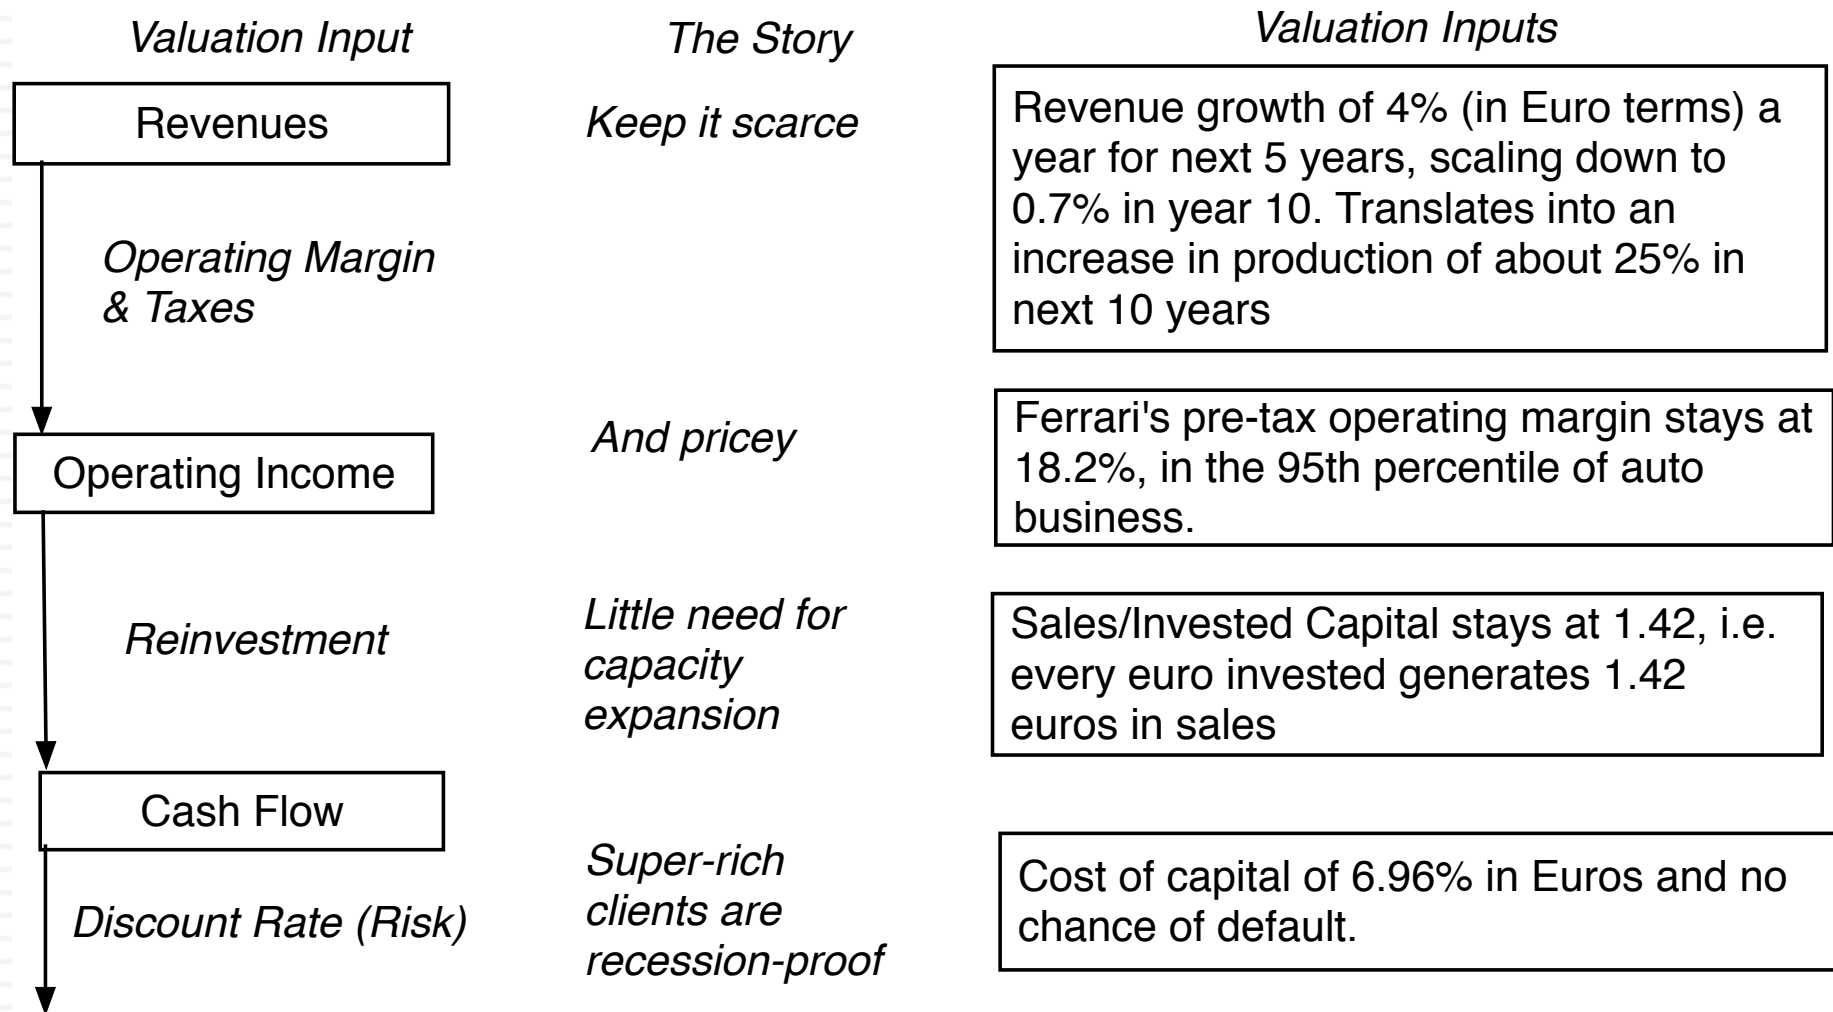 Valuation Input
The Story
Valuation Inputs
Revenues
Keep it scarce
Revenue growth of 4% (in Euro terms) a
year for next 5 years, scaling down to
0.7% in year 10. Translates into an
increase in production of about 25% in
next 10 years
Operating Margin
& Taxes
Operating Income
And pricey
Ferrari's pre-tax operating margin stays at
18.2%, in the 95th percentile of auto
business.
Reinvestment
Little need for
capacity
expansion
Sales/Invested Capital stays at 1.42, i.e.
every euro invested generates 1.42
euros in sales
Cash Flow
Discount Rate (Risk)
Super-rich
clients are
recession-proof
Cost of capital of 6.96% in Euros and no
chance of default.